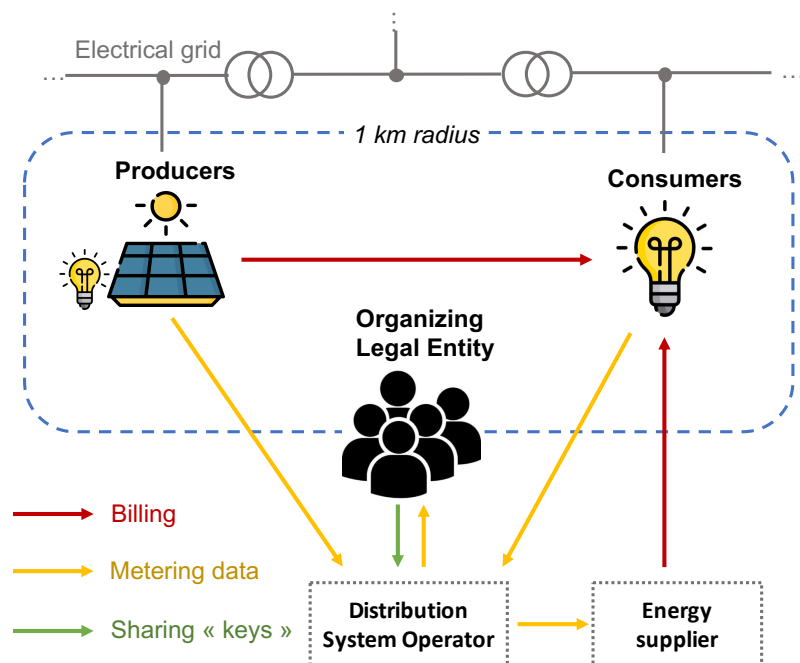 Electrical grid
1 km radius
Producers
Consumers
Organizing
Legal Entity
Billing
Metering data
Sharing « keys »
Distribution
System Operator
Energy
supplier